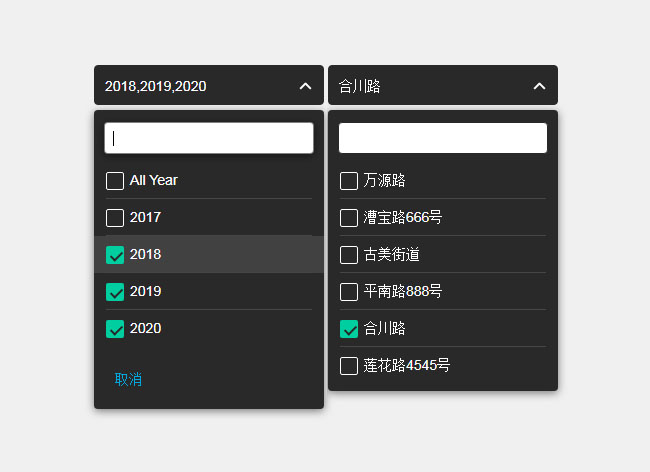 2018,2019,2020
All Year
2017
2018
2019
2020
取消
合川路
万源路
漕宝路666号
古美街道
平南路888号
合川路
莲花路4545号